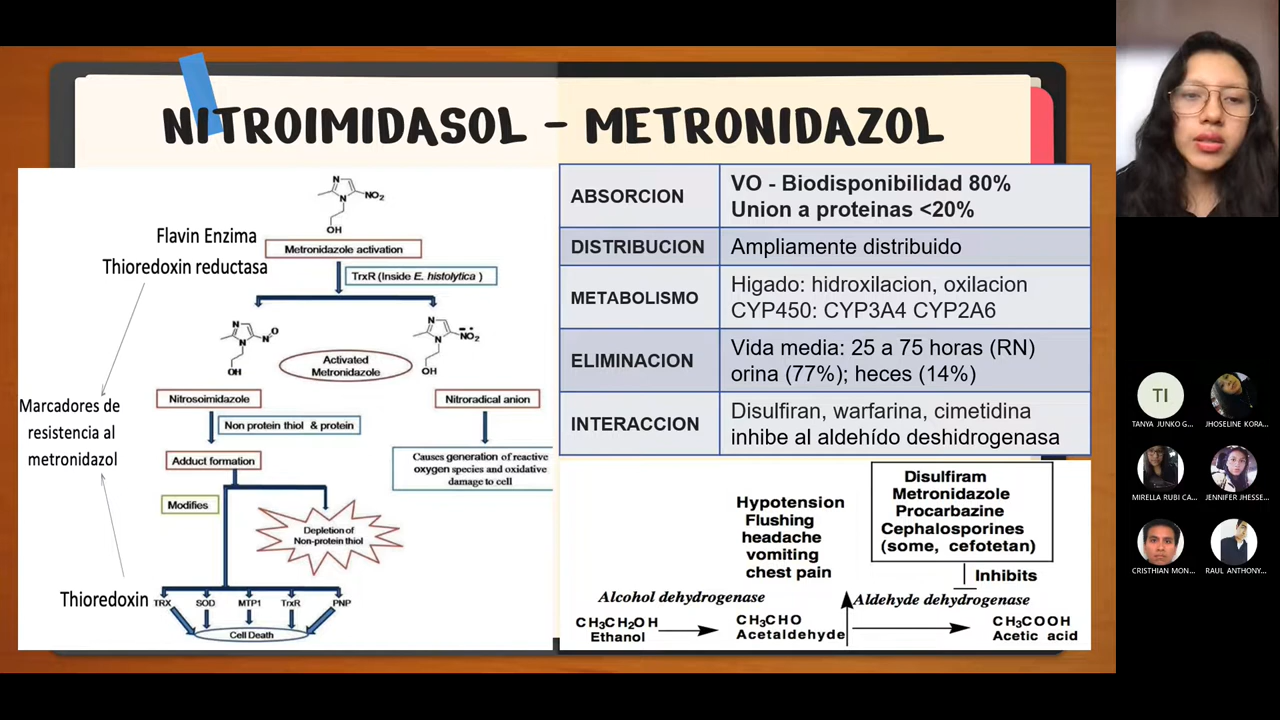 NITROIMIDASOL - METRONIDAZOL
N
NO₂
N
OH
Metronidazole activation
Flavin Enzima
Thioredoxin reductasa
TrxR (Inside E. histolytica )
N
N
O
N
OH
N
N
NO₂
OH
Activated
Metronidazole
Nitrosoimidazole
Nitroradical anion
Marcadores de
resistencia al
metronidazol
Non protein thiol & protein
Adduct formation
Causes generation of reactive
oxygen species and oxidative
damage to cell
Modifies
Depletion of
Non-protein thiol
Thioredoxin
TRX SOD MTP1 TrxR PNP
Cell Death
ABSORCION
VO - Biodisponibilidad 80%
Union a proteinas <20%
DISTRIBUCION
Ampliamente distribuido
METABOLISMO
Higado: hidroxilacion, oxilacion
CYP450: CYP3A4 CYP2A6
ELIMINACION
Vida media: 25 a 75 horas (RN)
orina (77%); heces (14%)
INTERACCION
Disulfiran, warfarina, cimetidina
inhibe al aldehído deshidrogenasa
Hypotension
Flushing
headache
vomiting
chest pain
Disulfiram
Metronidazole
Procarbazine
Cephalosporines
(some, cefotetan)
Inhibits
Alcohol dehydrogenase
Aldehyde dehydrogenase
CH₃CH₂OH
Ethanol
CH₃CHO
Acetaldehyde
CH₃COOH
Acetic acid
TI
TANYA JUNKO G...
JHOSELINE KORA...
MIRELLA RUBI CA...
JENNIFER JHESSE...
CRISTHIAN MON...
RAUL ANTHONY...